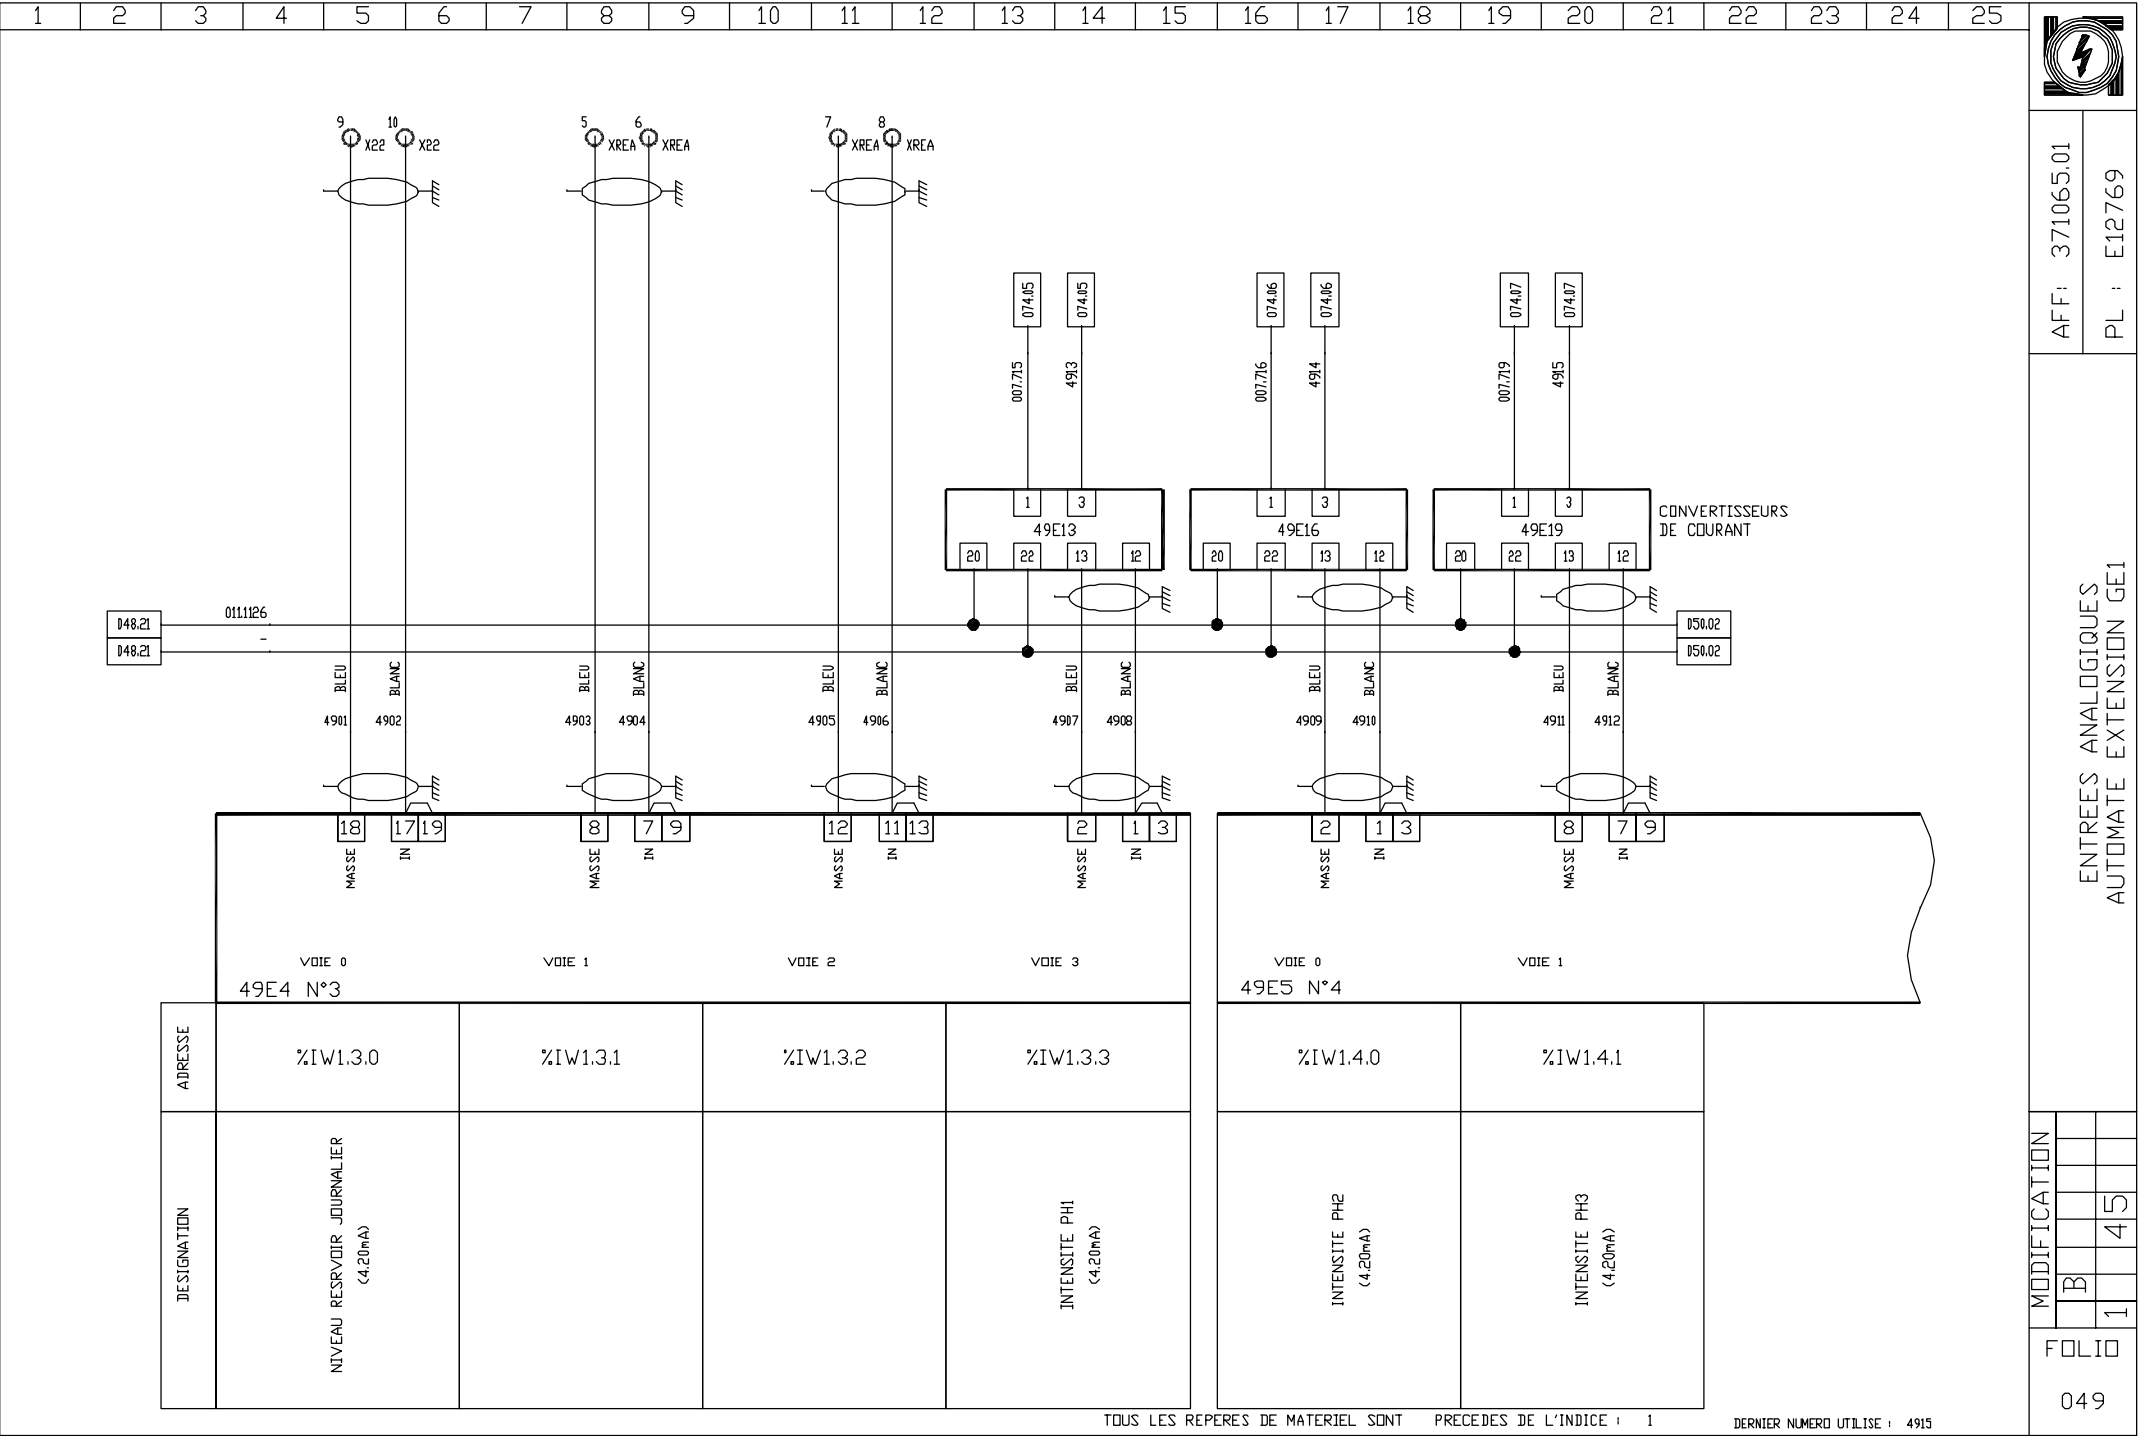 1 2 3 4 5 6 7 8 9 10 11 12 13 14 15 16 17 18 19 20 21 22 23 24 25
9 X22 10 X22 5 XREA 6 XREA 7 XREA 8 XREA
074.05 074.05 074.06 074.06 074.07 074.07
007.715 4913 007.716 4914 007.719 4915
1 3 1 3 1 3
49E13 49E16 49E19
CONVERTISSEURS
DE COURANT
20 22 13 12 20 22 13 12 20 22 13 12
011.1126
D48.21 D50.02
-
D48.21 D50.02
BLEU BLANC BLEU BLANC BLEU BLANC BLEU BLANC BLEU BLANC BLEU BLANC
4901 4902 4903 4904 4905 4906 4907 4908 4909 4910 4911 4912
18 17 19 8 7 9 12 11 13 2 1 3 2 1 3 8 7 9
MASSE IN MASSE IN MASSE IN MASSE IN MASSE IN MASSE IN
VOIE 0 VOIE 1 VOIE 2 VOIE 3 VOIE 0 VOIE 1
49E4 N°3 49E5 N°4
ADRESSE
%IW1.3.0 %IW1.3.1 %IW1.3.2 %IW1.3.3 %IW1.4.0 %IW1.4.1
DESIGNATION
NIVEAU RESRVOIR JOURNALIER
(4.20mA)
INTENSITE PH1
(4.20mA)
INTENSITE PH2
(4.20mA)
INTENSITE PH3
(4.20mA)
TOUS LES REPERES DE MATERIEL SONT PRECEDES DE L'INDICE : 1
DERNIER NUMERO UTILISE : 4915
AFF: 371065.01
PL : E12769
ENTREES ANALOGIQUES
AUTOMATE EXTENSION GE1
MODIFICATION
B
1 45
FOLIO
049